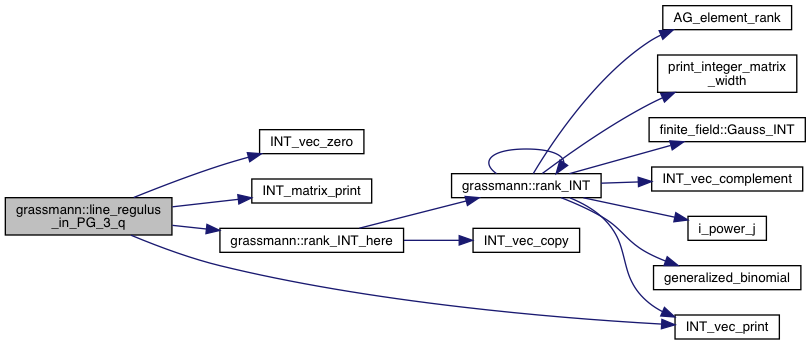 grassmann::line_regulus
_in_PG_3_q
INT_vec_zero
INT_matrix_print
grassmann::rank_INT_here
grassmann::rank_INT
INT_vec_copy
AG_element_rank
print_integer_matrix
_width
finite_field::Gauss_INT
INT_vec_complement
i_power_j
generalized_binomial
INT_vec_print